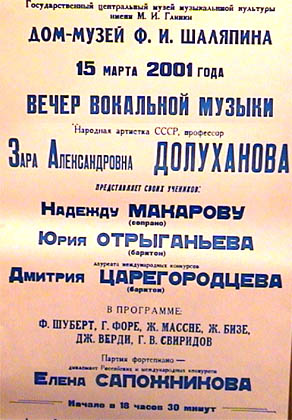 Государственный центральный музей музыкальной культуры
имени М. И. Глинки
ДОМ-МУЗЕЙ Ф. И. ШАЛЯПИНА
15 МАРТА 2001 ГОДА
ВЕЧЕР ВОКАЛЬНОЙ МУЗЫКИ
Народная артистка СССР, профессор
ЗАРА АЛЕКСАНДРОВНА ДОЛУХАНОВА
ПРЕДСТАВЛЯЕТ СВОИХ УЧЕНИКОВ:
НАДЕЖДУ МАКАРОВУ
(сопрано)
ЮРИЯ ОТРЫГАНЬЕВА
(баритон)
лауреата международных конкурсов
ДМИТРИЯ ЦАРЕГОРОДЦЕВА
(баритон)
В ПРОГРАММЕ:
Ф. ШУБЕРТ, Г. ФОРЕ, Ж. МАССНЕ, Ж. БИЗЕ,
ДЖ. ВЕРДИ, Г. В. СВИРИДОВ
Партия фортепиано —
дипломант Российских и международных конкурсов
ЕЛЕНА САПОЖНИКОВА
Начало в 18 часов 30 минут